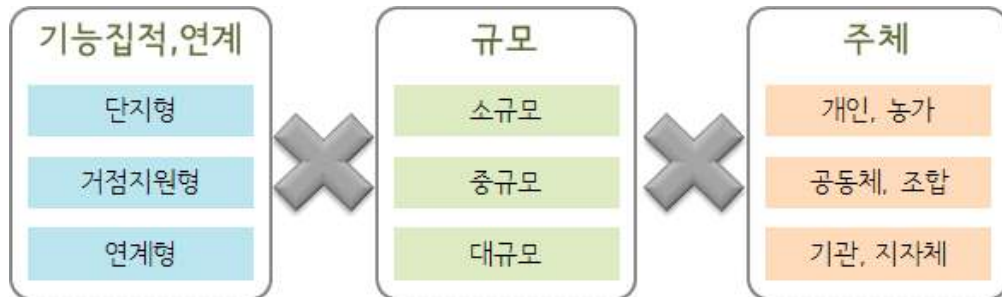 기능집적,연계
단지형
거점지원형
연계형
규모
소규모
중규모
대규모
주체
개인, 농가
공동체, 조합
기관, 지자체